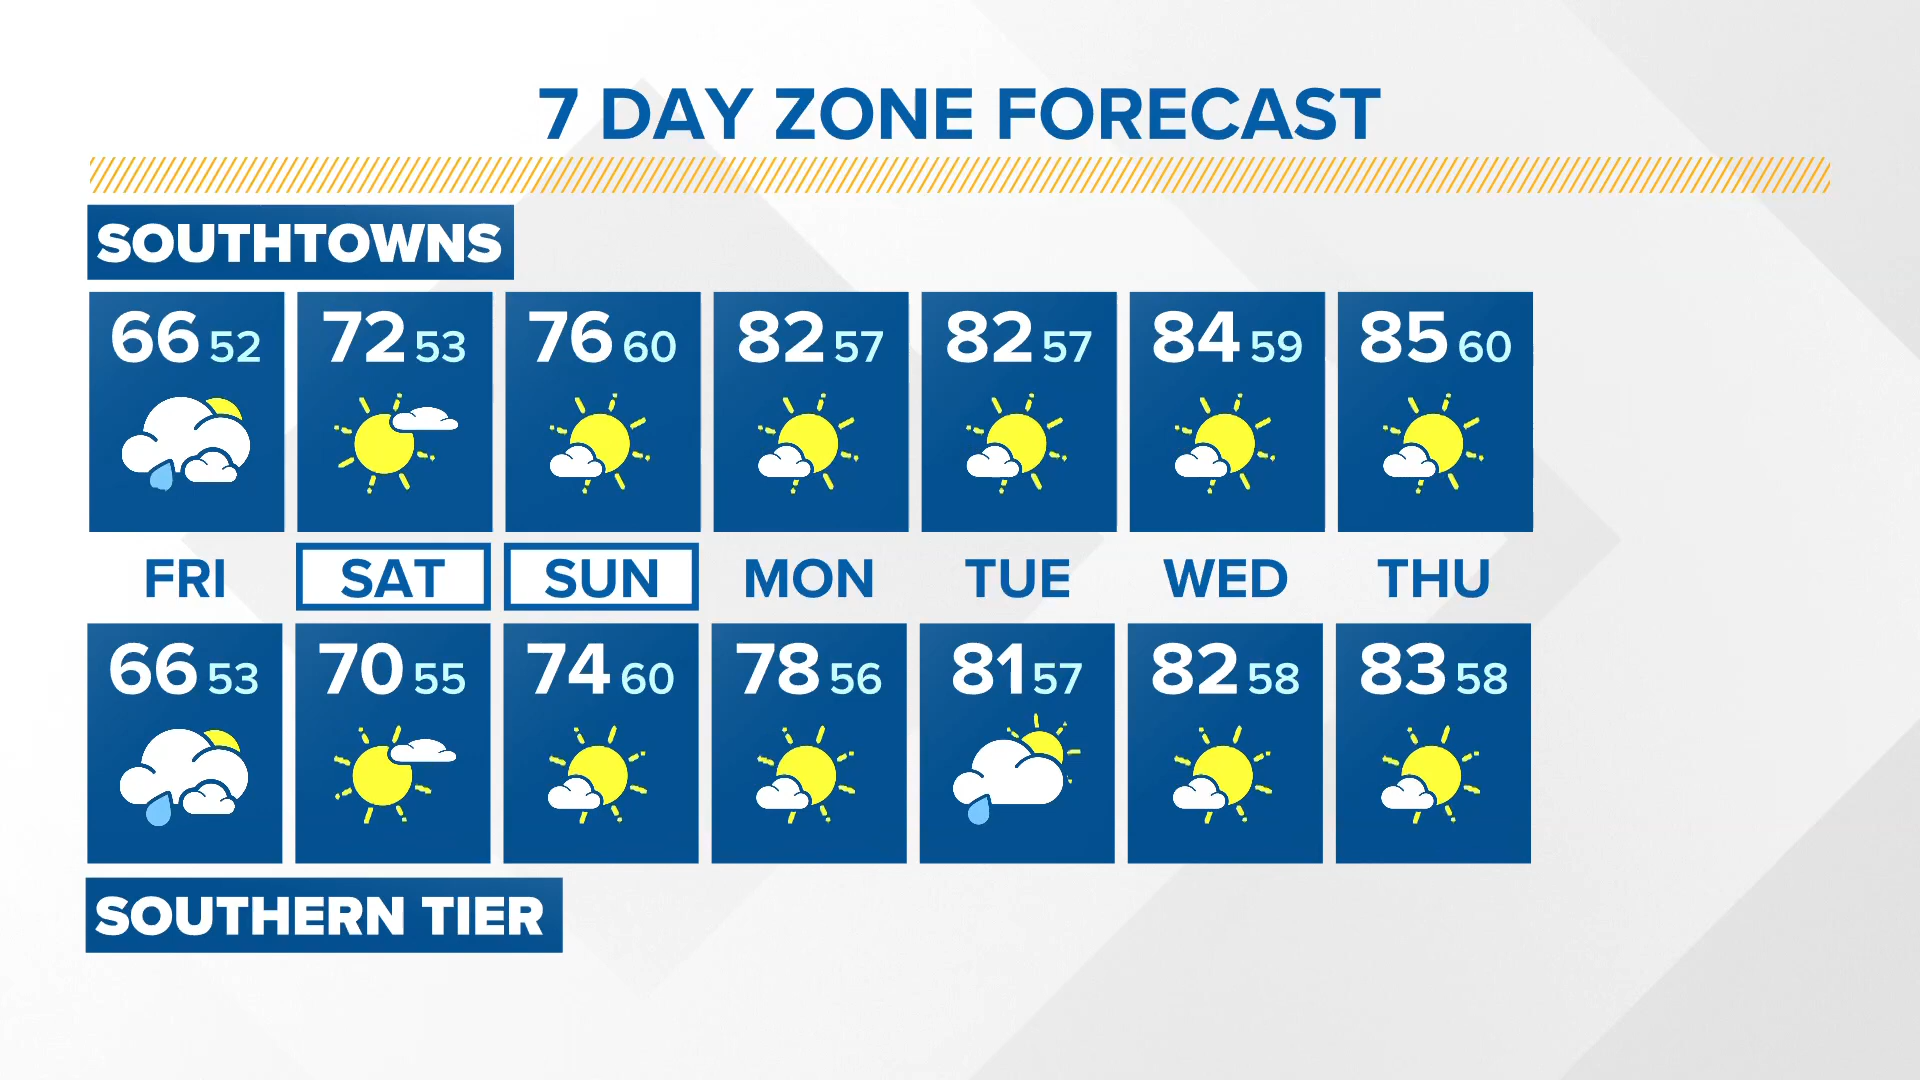 7 DAY ZONE FORECAST
SOUTHTOWNS
66 52 72 53 76 60 82 57 82 57 84 59 85 60
FRI SAT SUN MON TUE WED THU
66 53 70 55 74 60 78 56 81 57 82 58 83 58
SOUTHERN TIER